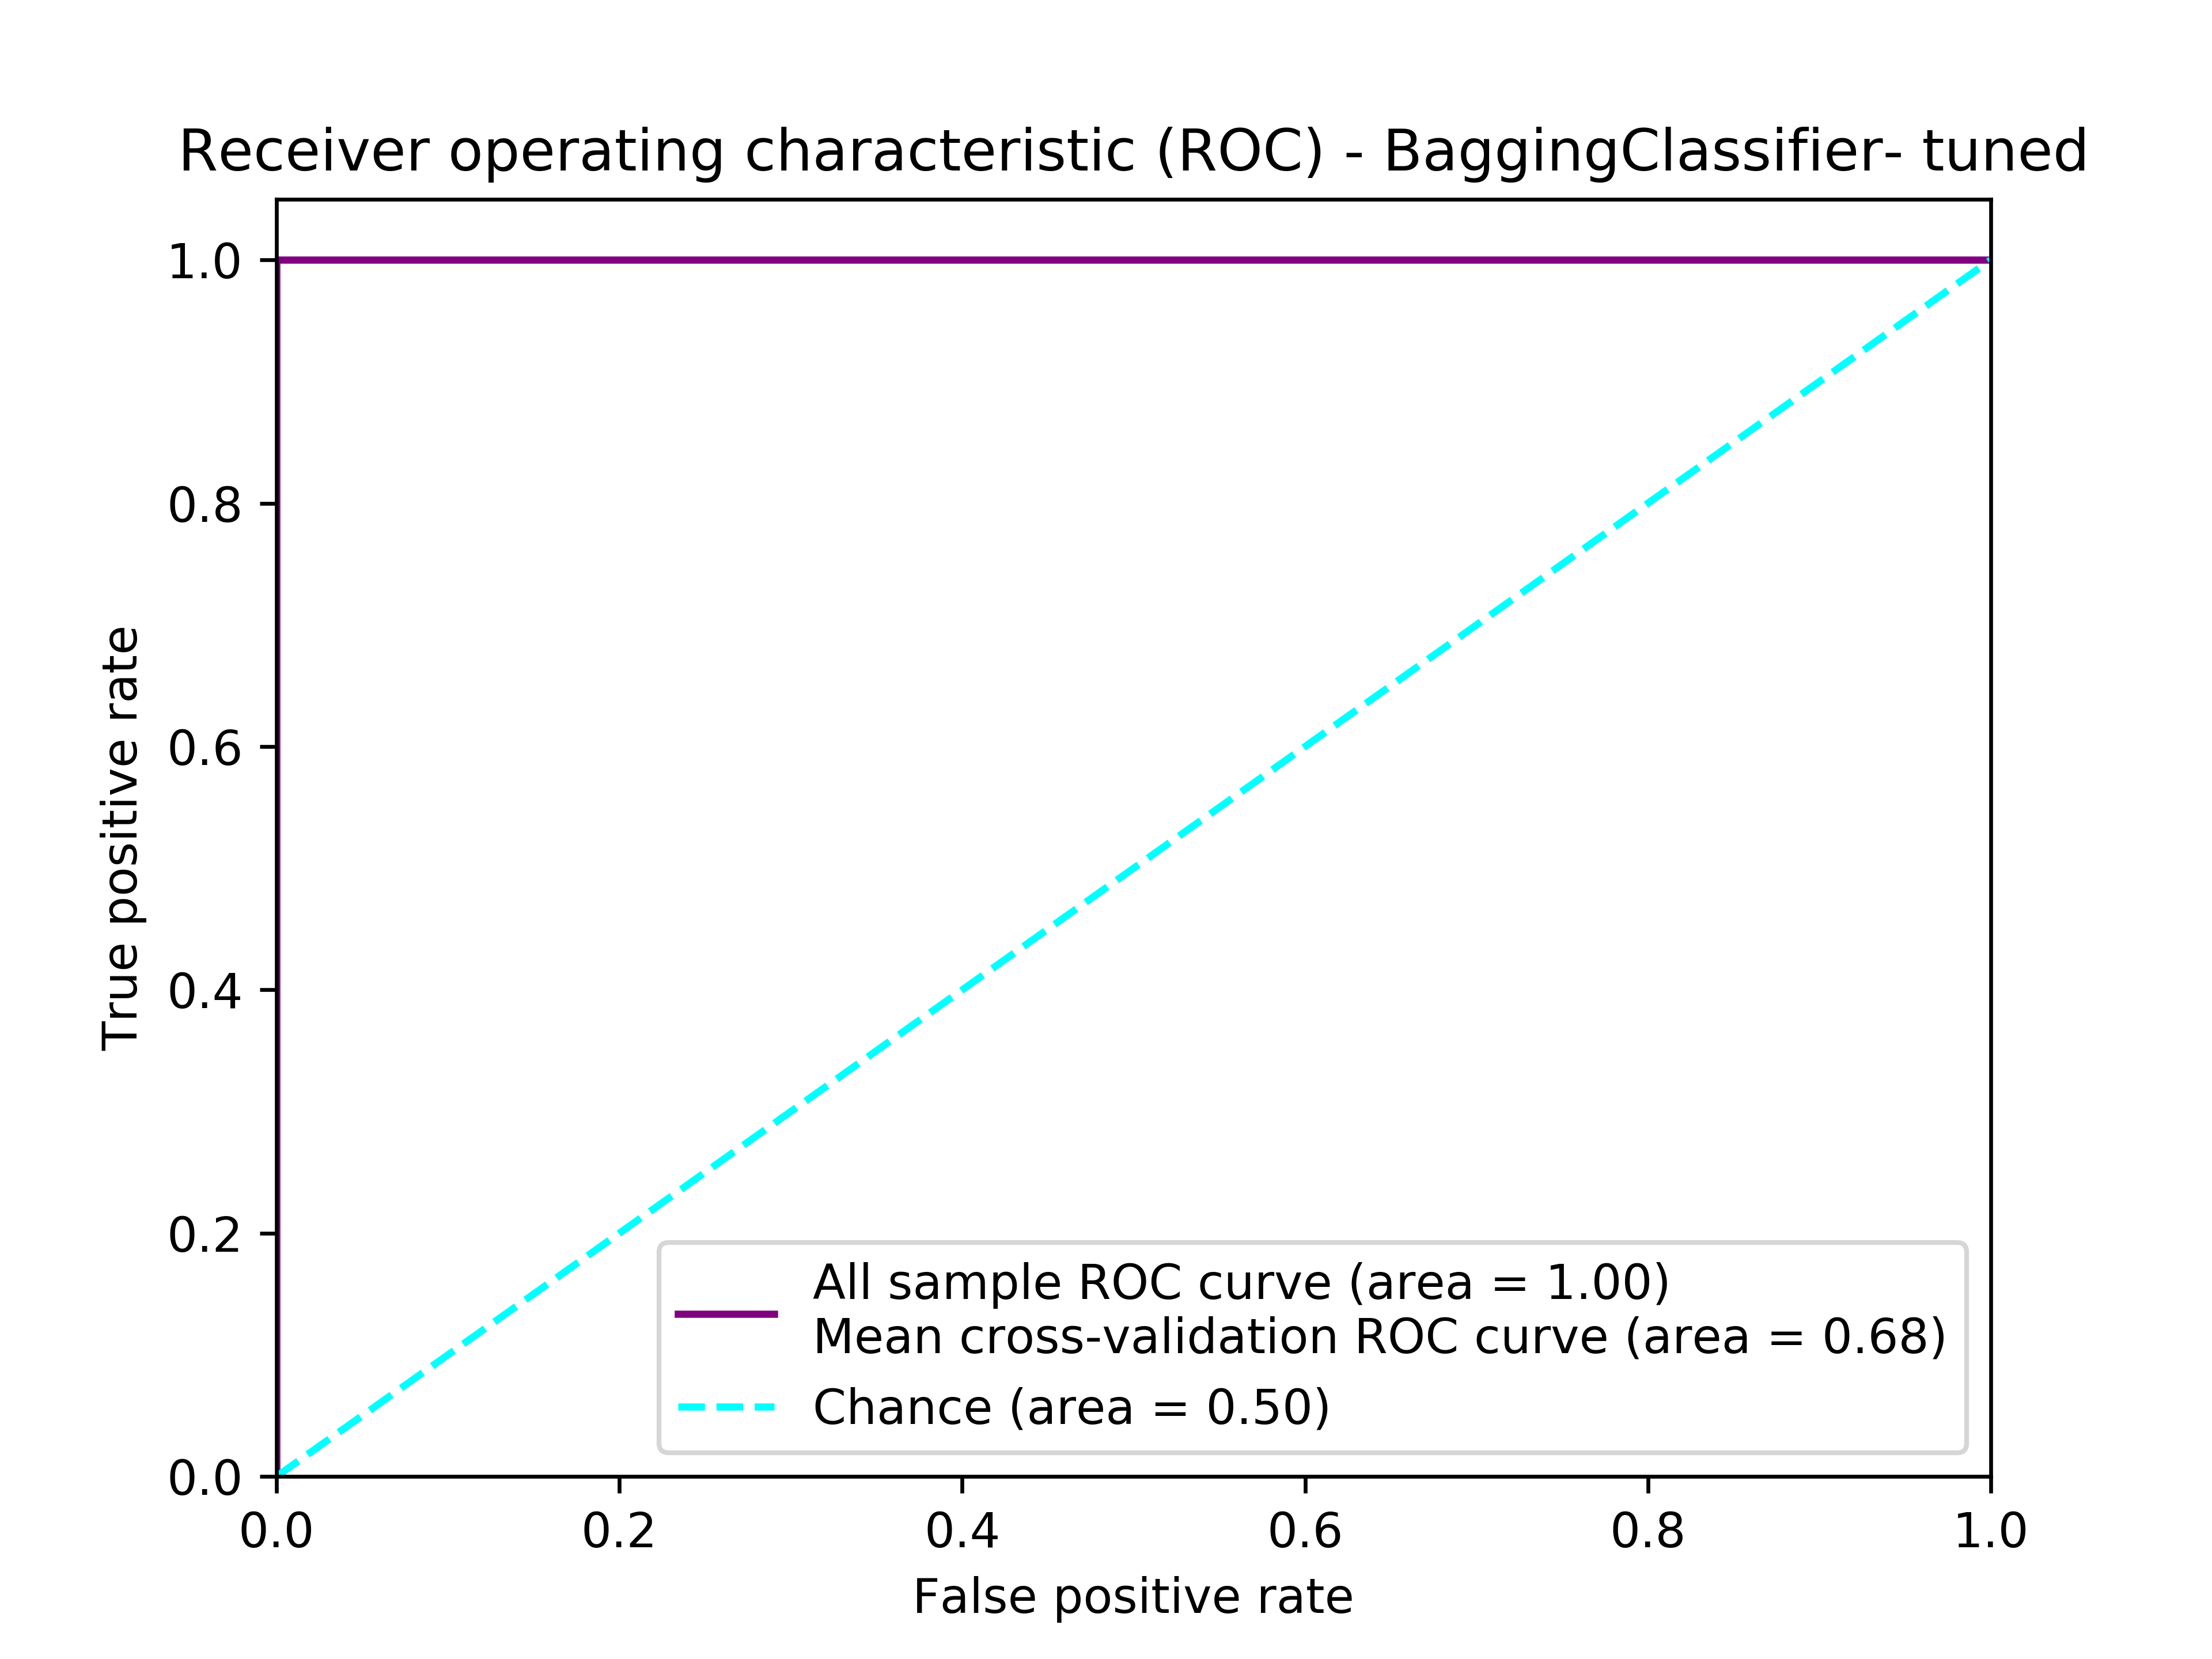 Receiver operating characteristic (ROC) - BaggingClassifier- tuned
1.0
0.8
0.6
0.4
0.2
0.0
True positive rate
All sample ROC curve (area = 1.00)
Mean cross-validation ROC curve (area = 0.68)
Chance (area = 0.50)
0.0 0.2 0.4 0.6 0.8 1.0
False positive rate